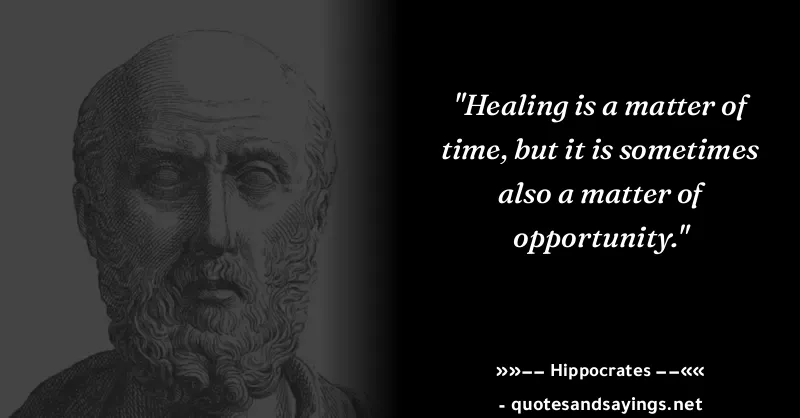 "Healing is a matter of
time, but it is sometimes
also a matter of
opportunity."
»»−− Hippocrates −−««
- quotesandsayings.net